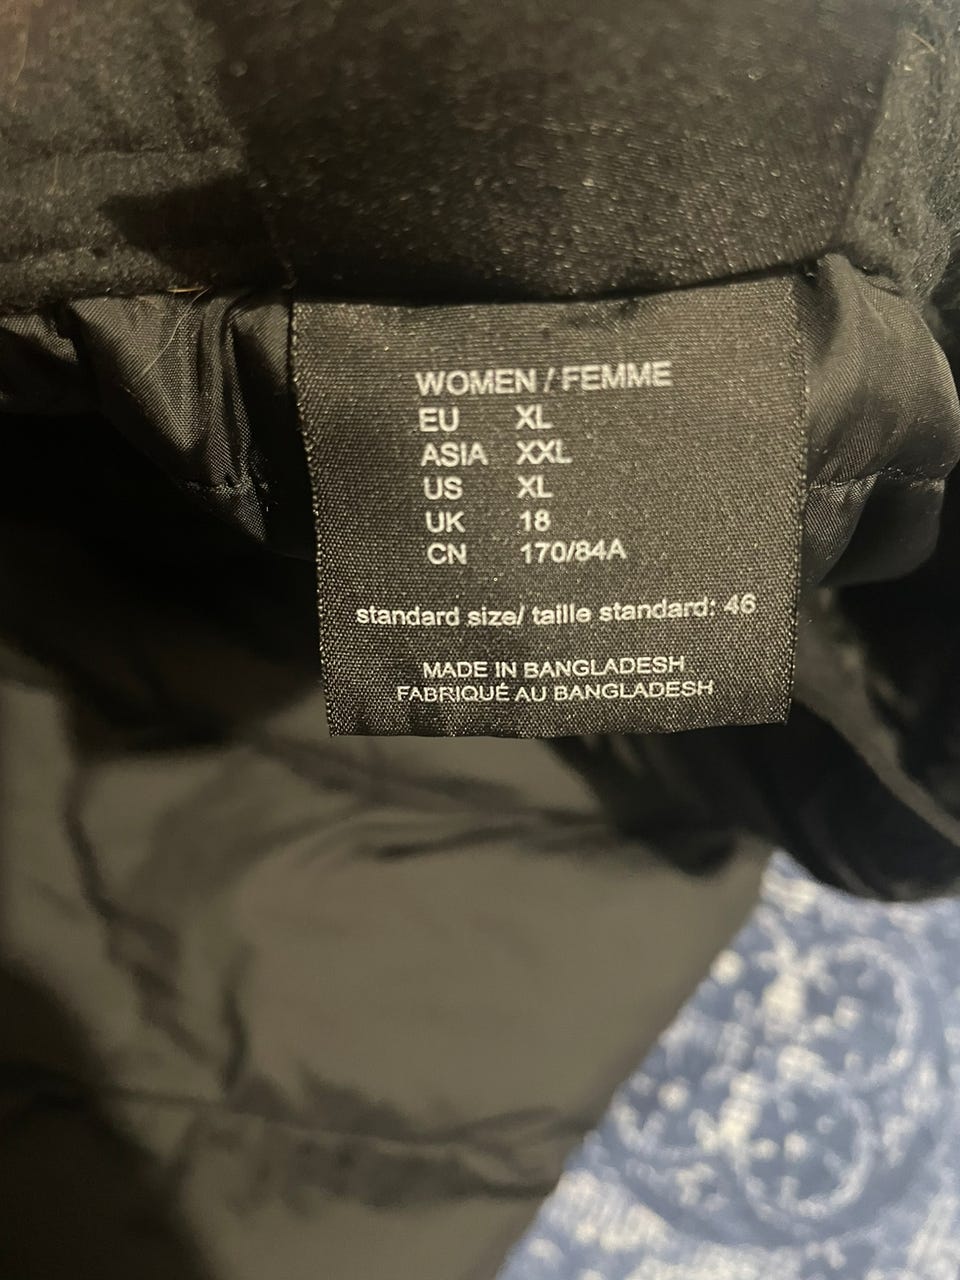 WOMEN / FEMME
EU XL
ASIA XXL
US XL
UK 18
CN 170/84A
standard size/ taille standard: 46
MADE IN BANGLADESH
FABRIQUÉ AU BANGLADESH